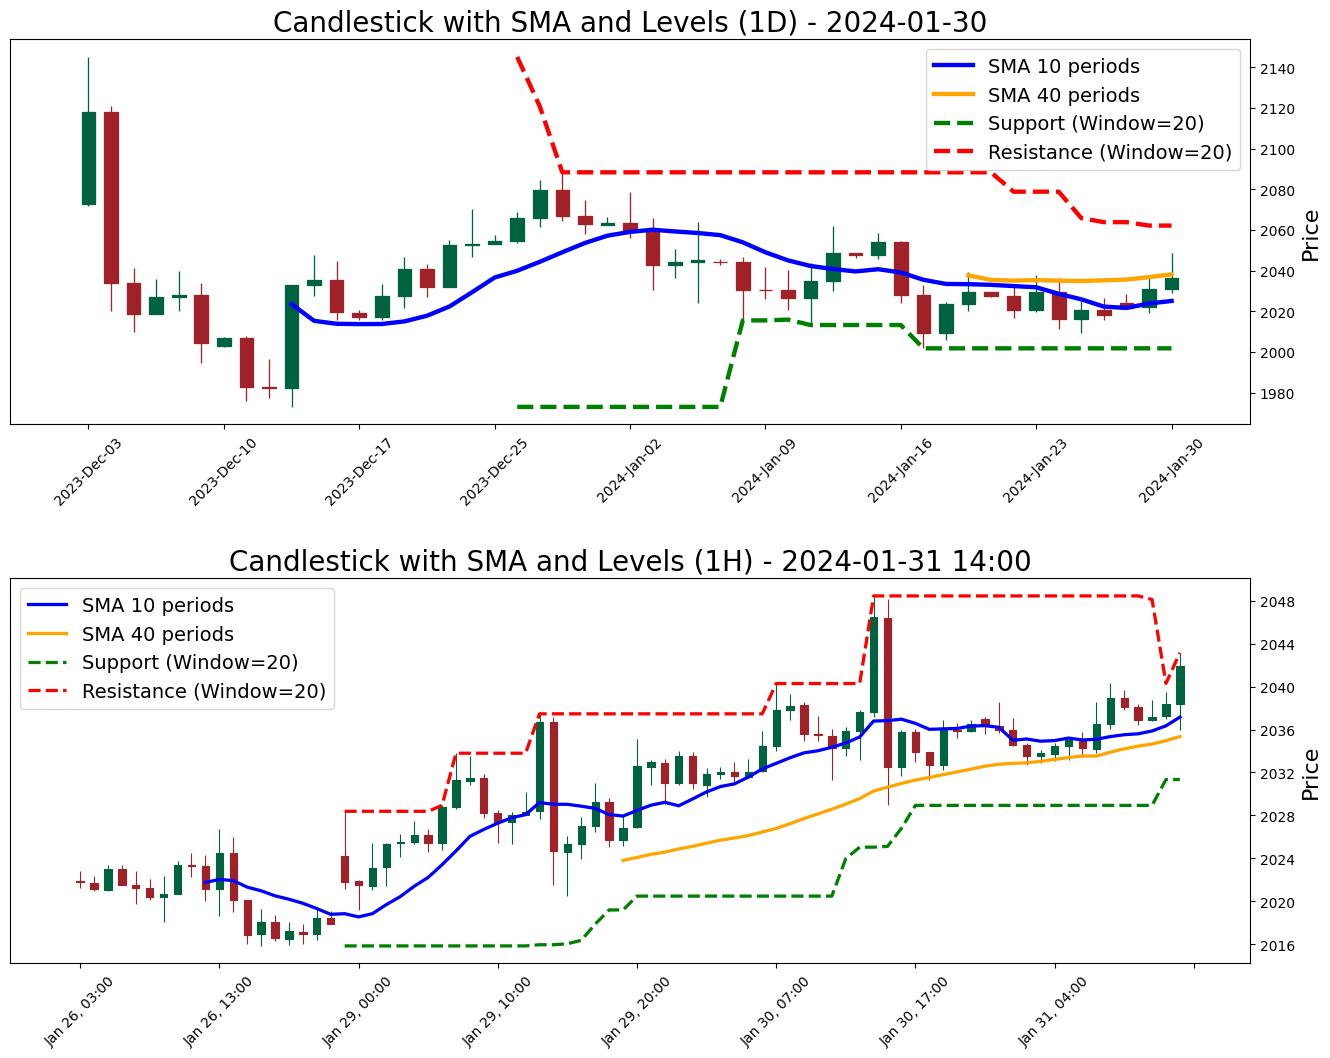 Candlestick with SMA and Levels (1D) - 2024-01-30
SMA 10 periods
SMA 40 periods
Support (Window=20)
Resistance (Window=20)
2140
2120
2100
2080
2060
2040
2020
2000
1980
Price
2023-Dec-03
2023-Dec-10
2023-Dec-17
2023-Dec-25
2024-Jan-02
2024-Jan-09
2024-Jan-16
2024-Jan-23
2024-Jan-30
Candlestick with SMA and Levels (1H) - 2024-01-31 14:00
SMA 10 periods
SMA 40 periods
Support (Window=20)
Resistance (Window=20)
2048
2044
2040
2036
2032
2028
2024
2020
2016
Price
Jan 26, 03:00
Jan 26, 13:00
Jan 29, 00:00
Jan 29, 10:00
Jan 29, 20:00
Jan 30, 07:00
Jan 30, 17:00
Jan 31, 04:00